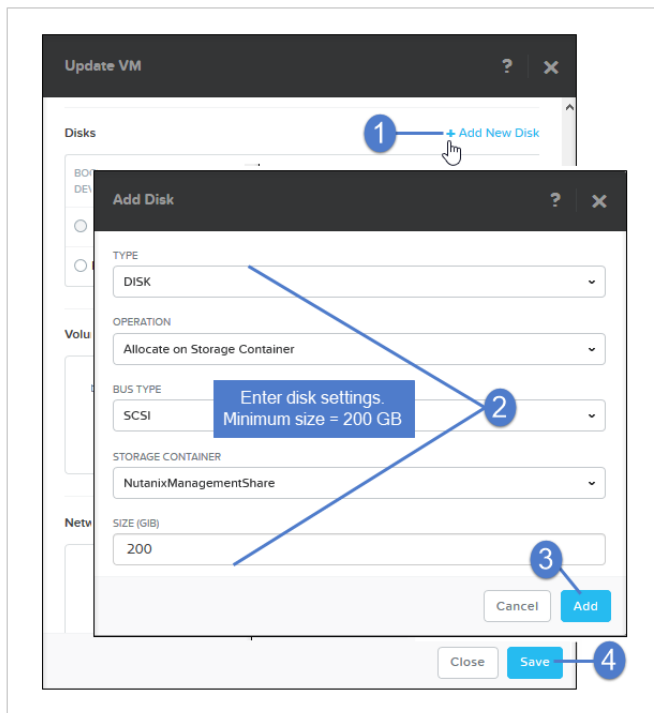 Update VM
?
Disks
1
+ Add New Disk
Add Disk
?
TYPE
DISK
OPERATION
Allocate on Storage Container
BUS TYPE
SCSI
Enter disk settings.
Minimum size = 200 GB
2
STORAGE CONTAINER
NutanixManagementShare
SIZE (GIB)
200
3
Cancel
Add
Close
Save
4